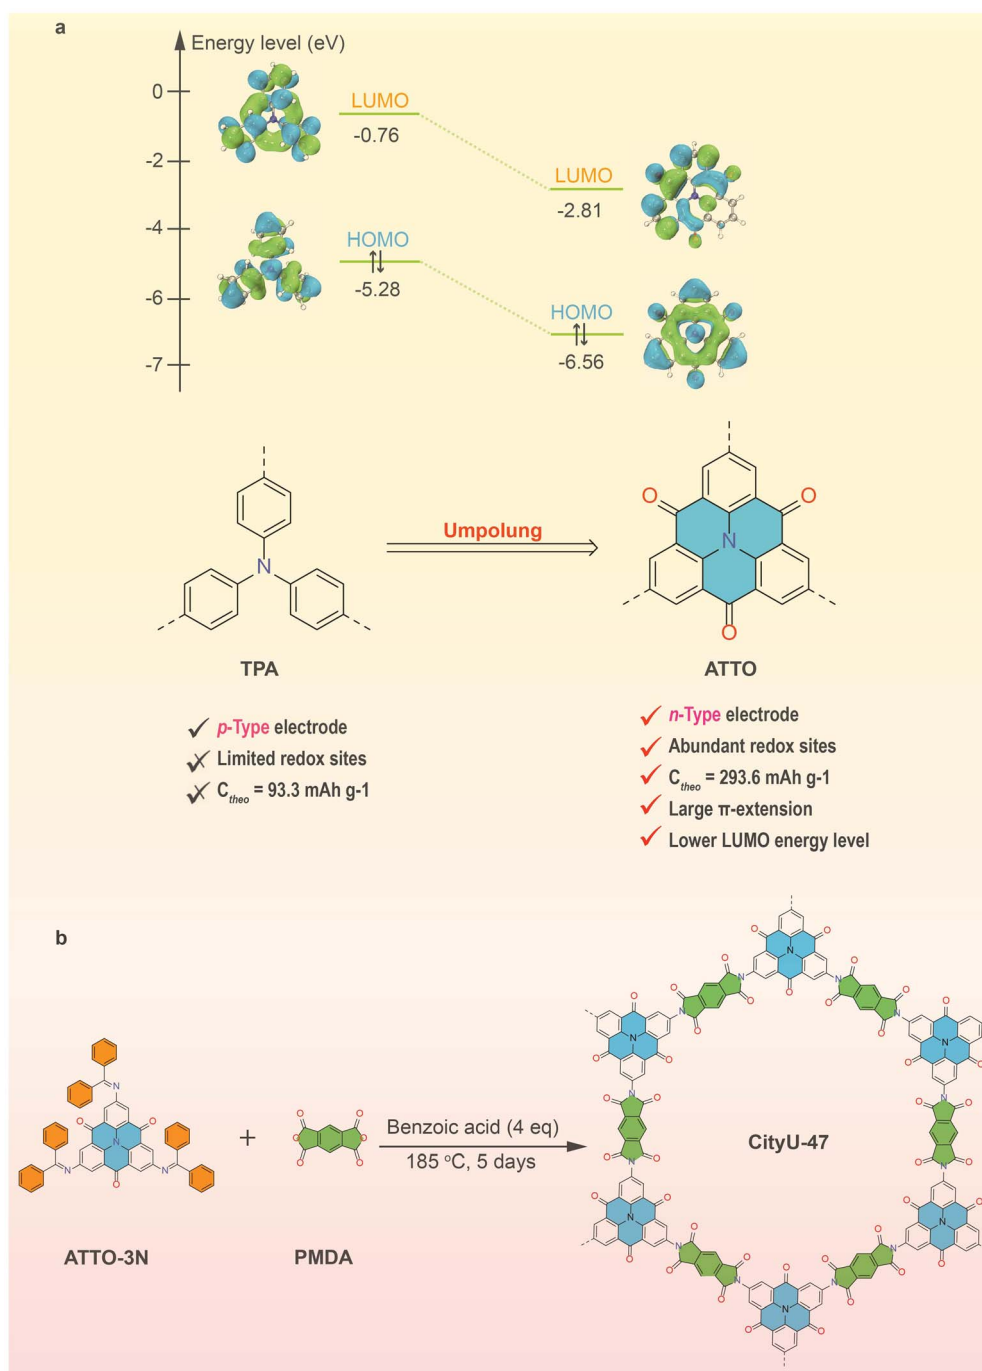 a
Energy level (eV)
0
-2
-4
-6
-7
LUMO
-0.76
HOMO
-5.28
LUMO
-2.81
HOMO
-6.56
N
Umpolung
O
O
N
O
TPA
ATTO
p-Type electrode
Limited redox sites
Ctheo = 93.3 mAh g-1
n-Type electrode
Abundant redox sites
Ctheo = 293.6 mAh g-1
Large π-extension
Lower LUMO energy level
b
ATTO-3N
+
PMDA
Benzoic acid (4 eq)
185 °C, 5 days
CityU-47